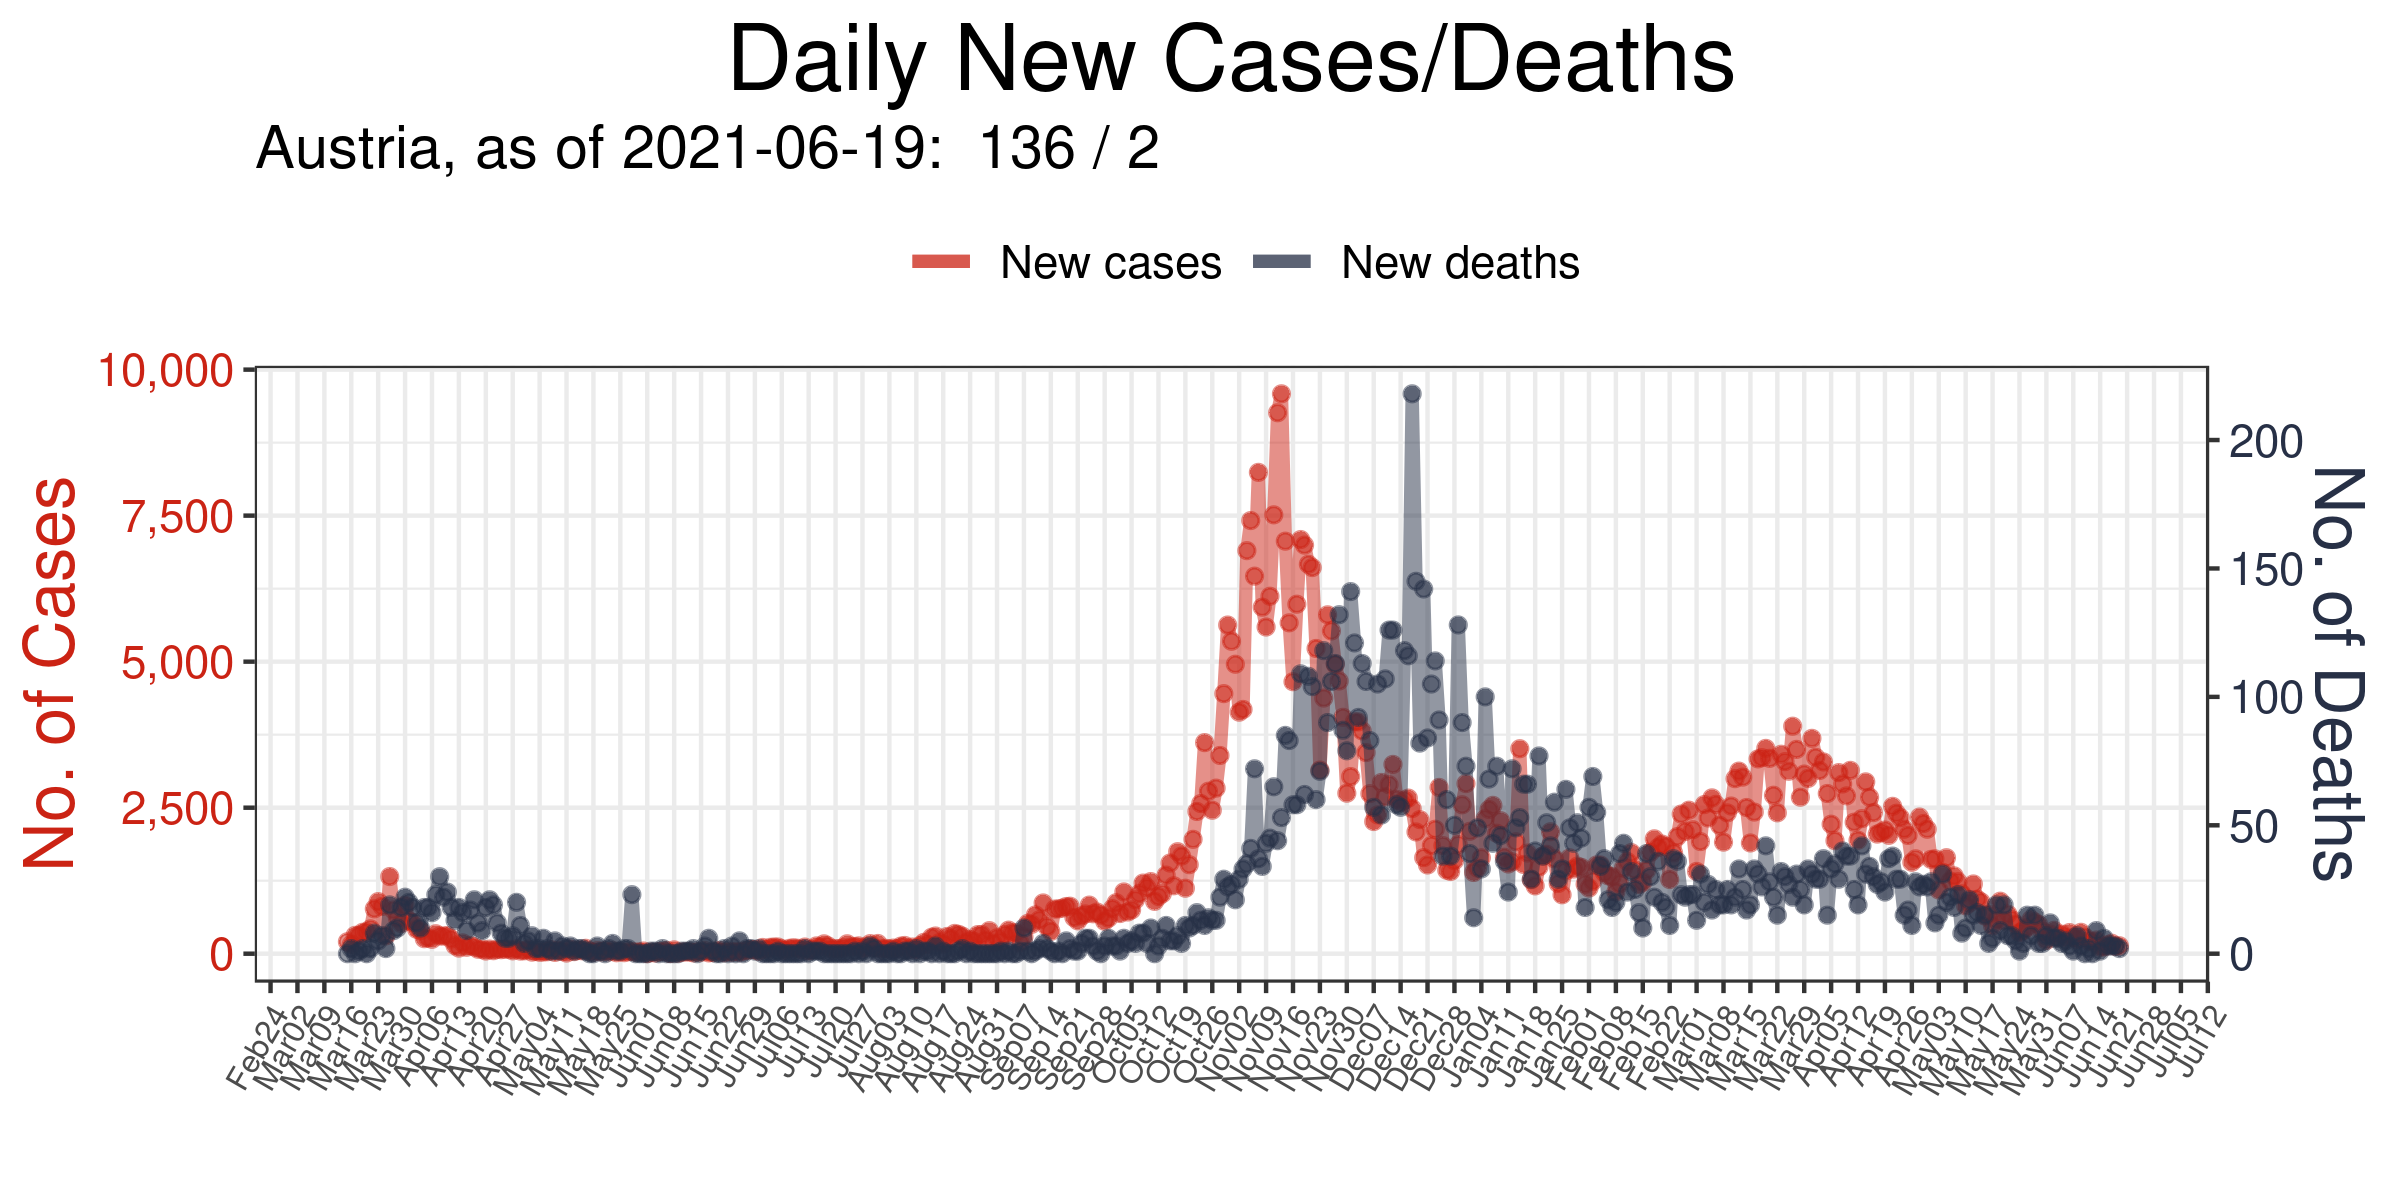 Daily New Cases/Deaths
Austria, as of 2021-06-19:  136 / 2
New cases
New deaths
No. of Cases
10,000
7,500
5,000
2,500
0
200
150
100
50
0
No. of Deaths
Feb24
Mar02
Mar09
Mar16
Mar23
Mar30
Apr06
Apr13
Apr20
Apr27
May04
May11
May18
May25
Jun01
Jun08
Jun15
Jun22
Jun29
Jul06
Jul13
Jul20
Jul27
Aug03
Aug10
Aug17
Aug24
Aug31
Sep07
Sep14
Sep21
Sep28
Oct05
Oct12
Oct19
Oct26
Nov02
Nov09
Nov16
Nov23
Nov30
Dec07
Dec14
Dec21
Dec28
Jan04
Jan11
Jan18
Jan25
Feb01
Feb08
Feb15
Feb22
Mar01
Mar08
Mar15
Mar22
Mar29
Apr05
Apr12
Apr19
Apr26
May03
May10
May17
May24
May31
Jun07
Jun14
Jun21
Jun28
Jul05
Jul12